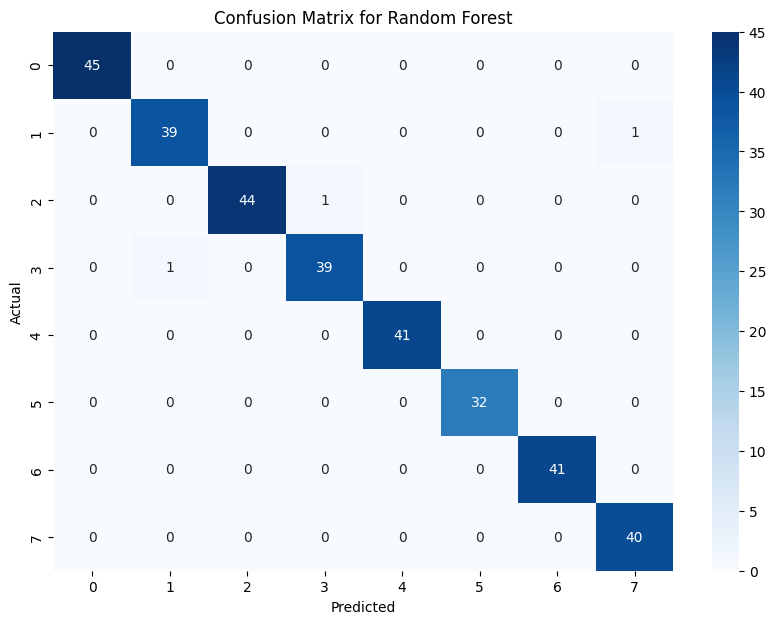 Confusion Matrix for Random Forest
Actual
0 45 0 0 0 0 0 0 0
1 0 39 0 0 0 0 0 1
2 0 0 44 1 0 0 0 0
3 0 1 0 39 0 0 0 0
4 0 0 0 0 41 0 0 0
5 0 0 0 0 0 32 0 0
6 0 0 0 0 0 0 41 0
7 0 0 0 0 0 0 0 40
0 1 2 3 4 5 6 7
Predicted
45
40
35
30
25
20
15
10
5
0